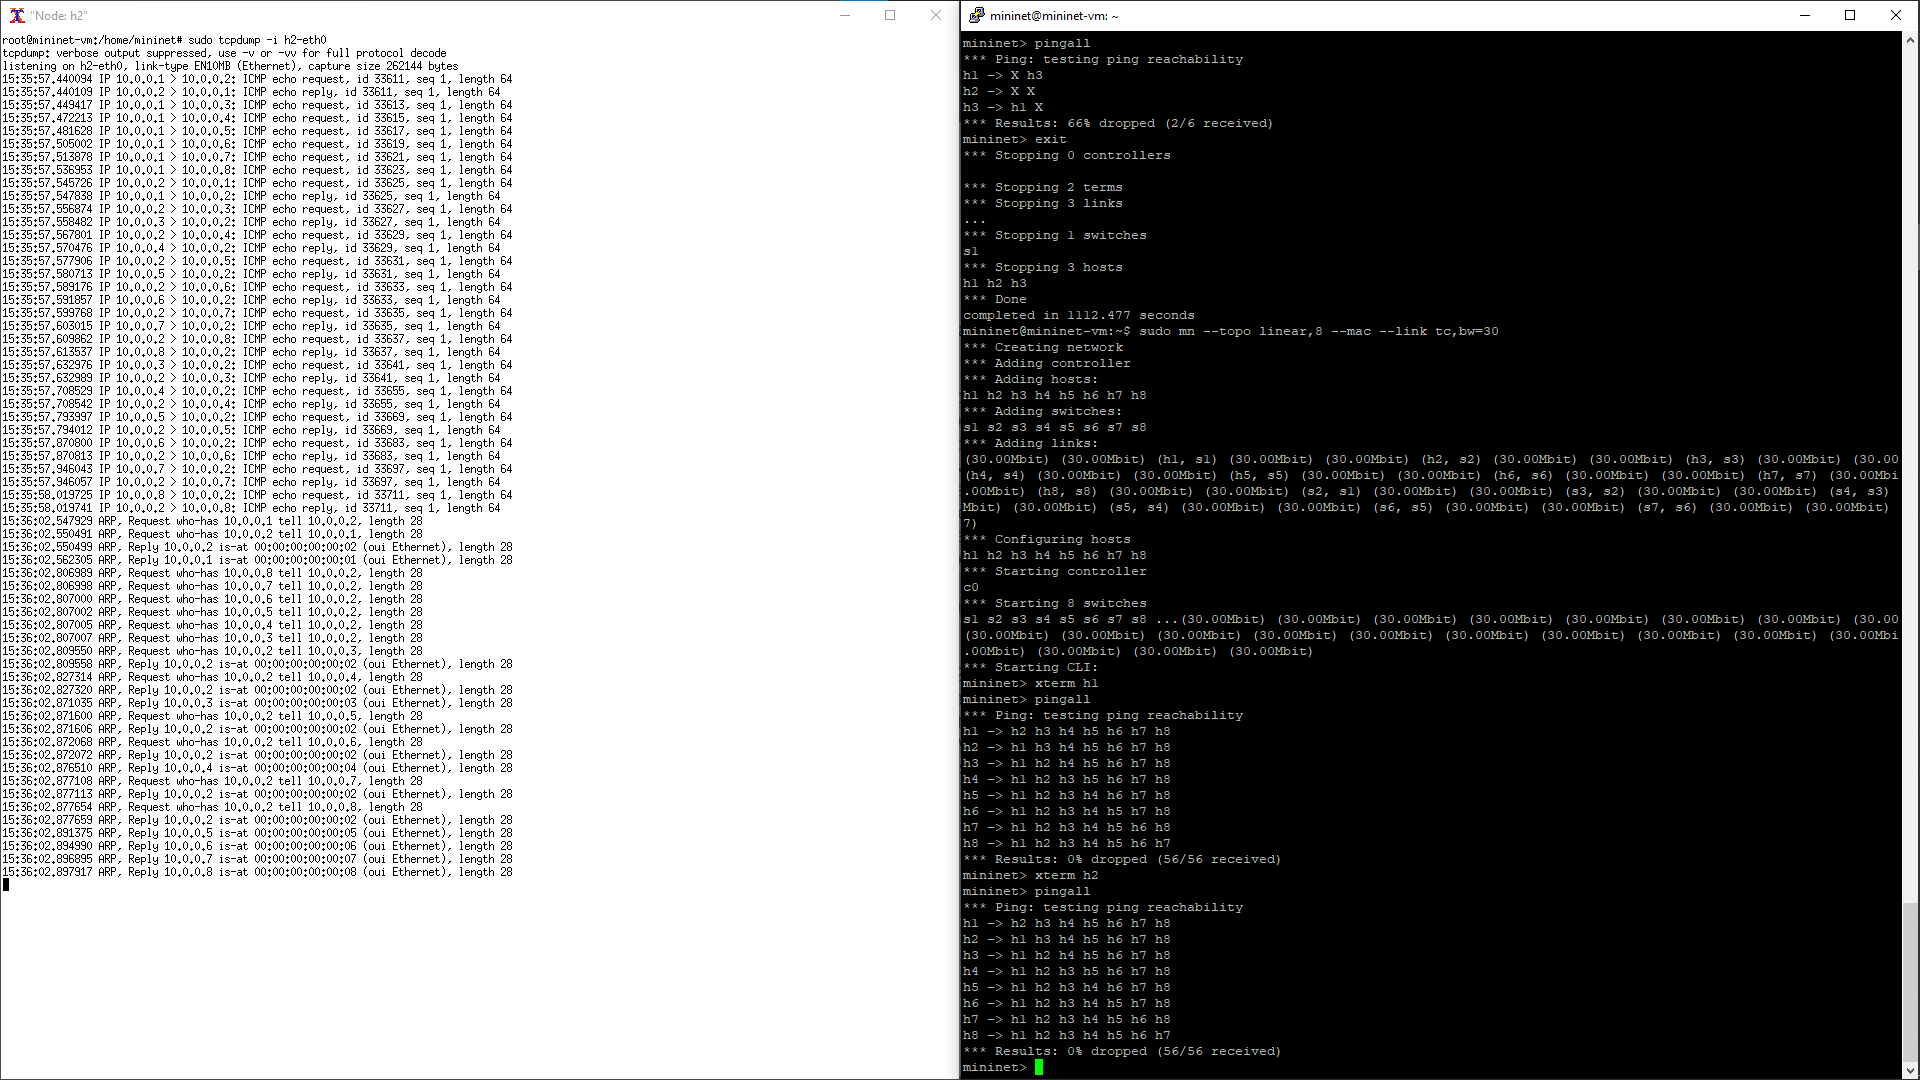 "Node: h2"
root@mininet-vm:/home/mininet# sudo tcpdump -i h2-eth0
tcpdump: verbose output suppressed, use -v or -vv for full protocol decode
listening on h2-eth0, link-type EN10MB (Ethernet), capture size 262144 bytes
15:35:57.440094 IP 10.0.0.1 > 10.0.0.2: ICMP echo request, id 33611, seq 1, length 64
15:35:57.440109 IP 10.0.0.2 > 10.0.0.1: ICMP echo reply, id 33611, seq 1, length 64
15:35:57.449417 IP 10.0.0.1 > 10.0.0.3: ICMP echo request, id 33613, seq 1, length 64
15:35:57.472213 IP 10.0.0.1 > 10.0.0.4: ICMP echo request, id 33615, seq 1, length 64
15:35:57.481628 IP 10.0.0.1 > 10.0.0.5: ICMP echo request, id 33617, seq 1, length 64
15:35:57.505002 IP 10.0.0.1 > 10.0.0.6: ICMP echo request, id 33619, seq 1, length 64
15:35:57.513878 IP 10.0.0.1 > 10.0.0.7: ICMP echo request, id 33621, seq 1, length 64
15:35:57.536953 IP 10.0.0.1 > 10.0.0.8: ICMP echo request, id 33623, seq 1, length 64
15:35:57.545726 IP 10.0.0.2 > 10.0.0.1: ICMP echo request, id 33625, seq 1, length 64
15:35:57.547838 IP 10.0.0.1 > 10.0.0.2: ICMP echo reply, id 33625, seq 1, length 64
15:35:57.556874 IP 10.0.0.2 > 10.0.0.3: ICMP echo request, id 33627, seq 1, length 64
15:35:57.558482 IP 10.0.0.3 > 10.0.0.2: ICMP echo reply, id 33627, seq 1, length 64
15:35:57.567801 IP 10.0.0.2 > 10.0.0.4: ICMP echo request, id 33629, seq 1, length 64
15:35:57.570476 IP 10.0.0.4 > 10.0.0.2: ICMP echo reply, id 33629, seq 1, length 64
15:35:57.577906 IP 10.0.0.2 > 10.0.0.5: ICMP echo request, id 33631, seq 1, length 64
15:35:57.580713 IP 10.0.0.5 > 10.0.0.2: ICMP echo reply, id 33631, seq 1, length 64
15:35:57.589176 IP 10.0.0.2 > 10.0.0.6: ICMP echo request, id 33633, seq 1, length 64
15:35:57.591857 IP 10.0.0.6 > 10.0.0.2: ICMP echo reply, id 33633, seq 1, length 64
15:35:57.599768 IP 10.0.0.2 > 10.0.0.7: ICMP echo request, id 33635, seq 1, length 64
15:35:57.603015 IP 10.0.0.7 > 10.0.0.2: ICMP echo reply, id 33635, seq 1, length 64
15:35:57.609862 IP 10.0.0.2 > 10.0.0.8: ICMP echo request, id 33637, seq 1, length 64
15:35:57.613537 IP 10.0.0.8 > 10.0.0.2: ICMP echo reply, id 33637, seq 1, length 64
15:35:57.632976 IP 10.0.0.3 > 10.0.0.2: ICMP echo request, id 33641, seq 1, length 64
15:35:57.632989 IP 10.0.0.2 > 10.0.0.3: ICMP echo reply, id 33641, seq 1, length 64
15:35:57.708529 IP 10.0.0.4 > 10.0.0.2: ICMP echo request, id 33655, seq 1, length 64
15:35:57.708542 IP 10.0.0.2 > 10.0.0.4: ICMP echo reply, id 33655, seq 1, length 64
15:35:57.793997 IP 10.0.0.5 > 10.0.0.2: ICMP echo request, id 33669, seq 1, length 64
15:35:57.794012 IP 10.0.0.2 > 10.0.0.5: ICMP echo reply, id 33669, seq 1, length 64
15:35:57.870800 IP 10.0.0.6 > 10.0.0.2: ICMP echo request, id 33683, seq 1, length 64
15:35:57.870813 IP 10.0.0.2 > 10.0.0.6: ICMP echo reply, id 33683, seq 1, length 64
15:35:57.946043 IP 10.0.0.7 > 10.0.0.2: ICMP echo request, id 33697, seq 1, length 64
15:35:57.946057 IP 10.0.0.2 > 10.0.0.7: ICMP echo reply, id 33697, seq 1, length 64
15:35:58.019725 IP 10.0.0.8 > 10.0.0.2: ICMP echo request, id 33711, seq 1, length 64
15:35:58.019741 IP 10.0.0.2 > 10.0.0.8: ICMP echo reply, id 33711, seq 1, length 64
15:36:02.547929 ARP, Request who-has 10.0.0.1 tell 10.0.0.2, length 28
15:36:02.550491 ARP, Request who-has 10.0.0.2 tell 10.0.0.1, length 28
15:36:02.550499 ARP, Reply 10.0.0.2 is-at 00:00:00:00:00:02 (oui Ethernet), length 28
15:36:02.562305 ARP, Reply 10.0.0.1 is-at 00:00:00:00:00:01 (oui Ethernet), length 28
15:36:02.806989 ARP, Request who-has 10.0.0.8 tell 10.0.0.2, length 28
15:36:02.806998 ARP, Request who-has 10.0.0.7 tell 10.0.0.2, length 28
15:36:02.807000 ARP, Request who-has 10.0.0.6 tell 10.0.0.2, length 28
15:36:02.807002 ARP, Request who-has 10.0.0.5 tell 10.0.0.2, length 28
15:36:02.807005 ARP, Request who-has 10.0.0.4 tell 10.0.0.2, length 28
15:36:02.807007 ARP, Request who-has 10.0.0.3 tell 10.0.0.2, length 28
15:36:02.809550 ARP, Request who-has 10.0.0.2 tell 10.0.0.3, length 28
15:36:02.809558 ARP, Reply 10.0.0.2 is-at 00:00:00:00:00:02 (oui Ethernet), length 28
15:36:02.827314 ARP, Request who-has 10.0.0.2 tell 10.0.0.4, length 28
15:36:02.827320 ARP, Reply 10.0.0.2 is-at 00:00:00:00:00:02 (oui Ethernet), length 28
15:36:02.871035 ARP, Reply 10.0.0.3 is-at 00:00:00:00:00:03 (oui Ethernet), length 28
15:36:02.871600 ARP, Request who-has 10.0.0.2 tell 10.0.0.5, length 28
15:36:02.871606 ARP, Reply 10.0.0.2 is-at 00:00:00:00:00:02 (oui Ethernet), length 28
15:36:02.872068 ARP, Request who-has 10.0.0.2 tell 10.0.0.6, length 28
15:36:02.872072 ARP, Reply 10.0.0.2 is-at 00:00:00:00:00:02 (oui Ethernet), length 28
15:36:02.876510 ARP, Reply 10.0.0.4 is-at 00:00:00:00:00:04 (oui Ethernet), length 28
15:36:02.877108 ARP, Request who-has 10.0.0.2 tell 10.0.0.7, length 28
15:36:02.877113 ARP, Reply 10.0.0.2 is-at 00:00:00:00:00:02 (oui Ethernet), length 28
15:36:02.877654 ARP, Request who-has 10.0.0.2 tell 10.0.0.8, length 28
15:36:02.877659 ARP, Reply 10.0.0.2 is-at 00:00:00:00:00:02 (oui Ethernet), length 28
15:36:02.891375 ARP, Reply 10.0.0.5 is-at 00:00:00:00:00:05 (oui Ethernet), length 28
15:36:02.894990 ARP, Reply 10.0.0.6 is-at 00:00:00:00:00:06 (oui Ethernet), length 28
15:36:02.896895 ARP, Reply 10.0.0.7 is-at 00:00:00:00:00:07 (oui Ethernet), length 28
15:36:02.897917 ARP, Reply 10.0.0.8 is-at 00:00:00:00:00:08 (oui Ethernet), length 28
mininet@mininet-vm: ~
mininet> pingall
*** Ping: testing ping reachability
h1 -> X h3
h2 -> X X
h3 -> h1 X
*** Results: 66% dropped (2/6 received)
mininet> exit
*** Stopping 0 controllers
*** Stopping 2 terms
*** Stopping 3 links
...
*** Stopping 1 switches
s1
*** Stopping 3 hosts
h1 h2 h3
*** Done
completed in 1112.477 seconds
mininet@mininet-vm:~$ sudo mn --topo linear,8 --mac --link tc,bw=30
*** Creating network
*** Adding controller
*** Adding hosts:
h1 h2 h3 h4 h5 h6 h7 h8
*** Adding switches:
s1 s2 s3 s4 s5 s6 s7 s8
*** Adding links:
(30.00Mbit) (30.00Mbit) (h1, s1) (30.00Mbit) (30.00Mbit) (h2, s2) (30.00Mbit) (30.00Mbit) (h3, s3) (30.00Mbit) (30.00
(h4, s4) (30.00Mbit) (30.00Mbit) (h5, s5) (30.00Mbit) (30.00Mbit) (h6, s6) (30.00Mbit) (30.00Mbit) (h7, s7) (30.00Mbi
.00Mbit) (h8, s8) (30.00Mbit) (30.00Mbit) (s2, s1) (30.00Mbit) (30.00Mbit) (s3, s2) (30.00Mbit) (30.00Mbit) (s4, s3)
Mbit) (30.00Mbit) (s5, s4) (30.00Mbit) (30.00Mbit) (s6, s5) (30.00Mbit) (30.00Mbit) (s7, s6) (30.00Mbit) (30.00Mbit)
7)
*** Configuring hosts
h1 h2 h3 h4 h5 h6 h7 h8
*** Starting controller
c0
*** Starting 8 switches
s1 s2 s3 s4 s5 s6 s7 s8 ...(30.00Mbit) (30.00Mbit) (30.00Mbit) (30.00Mbit) (30.00Mbit) (30.00Mbit) (30.00Mbit) (30.00
(30.00Mbit) (30.00Mbit) (30.00Mbit) (30.00Mbit) (30.00Mbit) (30.00Mbit) (30.00Mbit) (30.00Mbit) (30.00Mbit) (30.00Mbi
.00Mbit) (30.00Mbit) (30.00Mbit) (30.00Mbit)
*** Starting CLI:
mininet> xterm h1
mininet> pingall
*** Ping: testing ping reachability
h1 -> h2 h3 h4 h5 h6 h7 h8
h2 -> h1 h3 h4 h5 h6 h7 h8
h3 -> h1 h2 h4 h5 h6 h7 h8
h4 -> h1 h2 h3 h5 h6 h7 h8
h5 -> h1 h2 h3 h4 h6 h7 h8
h6 -> h1 h2 h3 h4 h5 h7 h8
h7 -> h1 h2 h3 h4 h5 h6 h8
h8 -> h1 h2 h3 h4 h5 h6 h7
*** Results: 0% dropped (56/56 received)
mininet> xterm h2
mininet> pingall
*** Ping: testing ping reachability
h1 -> h2 h3 h4 h5 h6 h7 h8
h2 -> h1 h3 h4 h5 h6 h7 h8
h3 -> h1 h2 h4 h5 h6 h7 h8
h4 -> h1 h2 h3 h5 h6 h7 h8
h5 -> h1 h2 h3 h4 h6 h7 h8
h6 -> h1 h2 h3 h4 h5 h7 h8
h7 -> h1 h2 h3 h4 h5 h6 h8
h8 -> h1 h2 h3 h4 h5 h6 h7
*** Results: 0% dropped (56/56 received)
mininet>